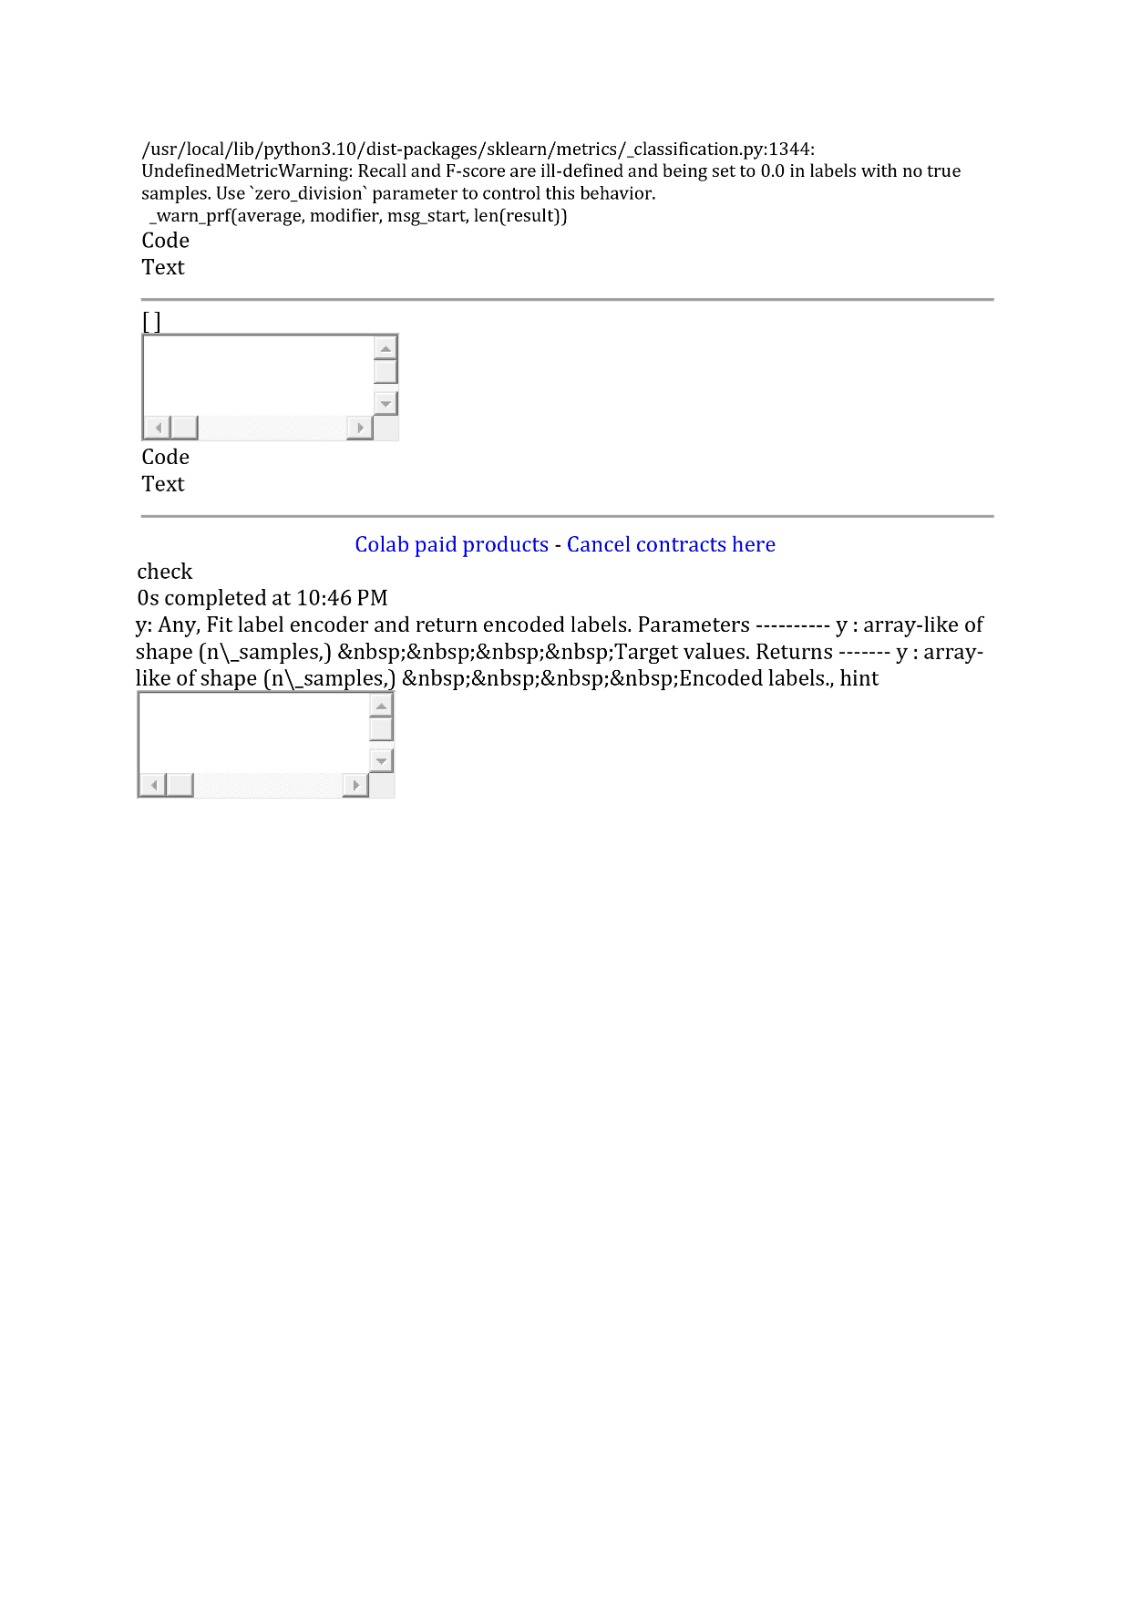 /usr/local/lib/python3.10/dist-packages/sklearn/metrics/_classification.py:1344:
UndefinedMetricWarning: Recall and F-score are ill-defined and being set to 0.0 in labels with no true
samples. Use `zero_division` parameter to control this behavior.
  _warn_prf(average, modifier, msg_start, len(result))
Code
Text
[ ]
Code
Text
Colab paid products - Cancel contracts here
check
0s completed at 10:46 PM
y: Any, Fit label encoder and return encoded labels. Parameters ---------- y : array-like of
shape (n\_samples,) &nbsp;&nbsp;&nbsp;&nbsp;Target values. Returns ------- y : array-
like of shape (n\_samples,) &nbsp;&nbsp;&nbsp;&nbsp;Encoded labels., hint